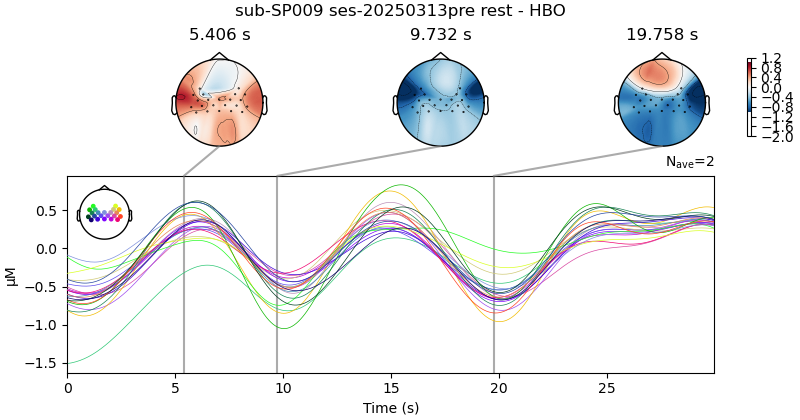 sub-SP009 ses-20250313pre rest - HBO
5.406 s
9.732 s
19.758 s
1.2
0.8
0.4
0.0
−0.4
−0.8
−1.2
−1.6
−2.0
Nave=2
0.5
0.0
−0.5
−1.0
−1.5
μM
0
5
10
15
20
25
Time (s)